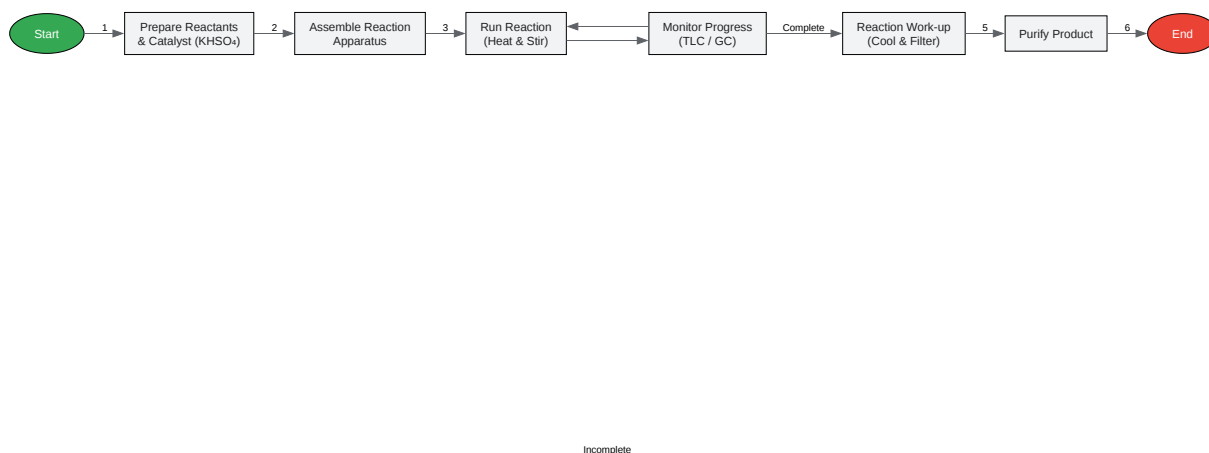 Start
1
Prepare Reactants
& Catalyst (KHSO₄)
2
Assemble Reaction
Apparatus
3
Run Reaction
(Heat & Stir)
Monitor Progress
(TLC / GC)
Complete
Reaction Work-up
(Cool & Filter)
5
Purify Product
6
End
Incomplete